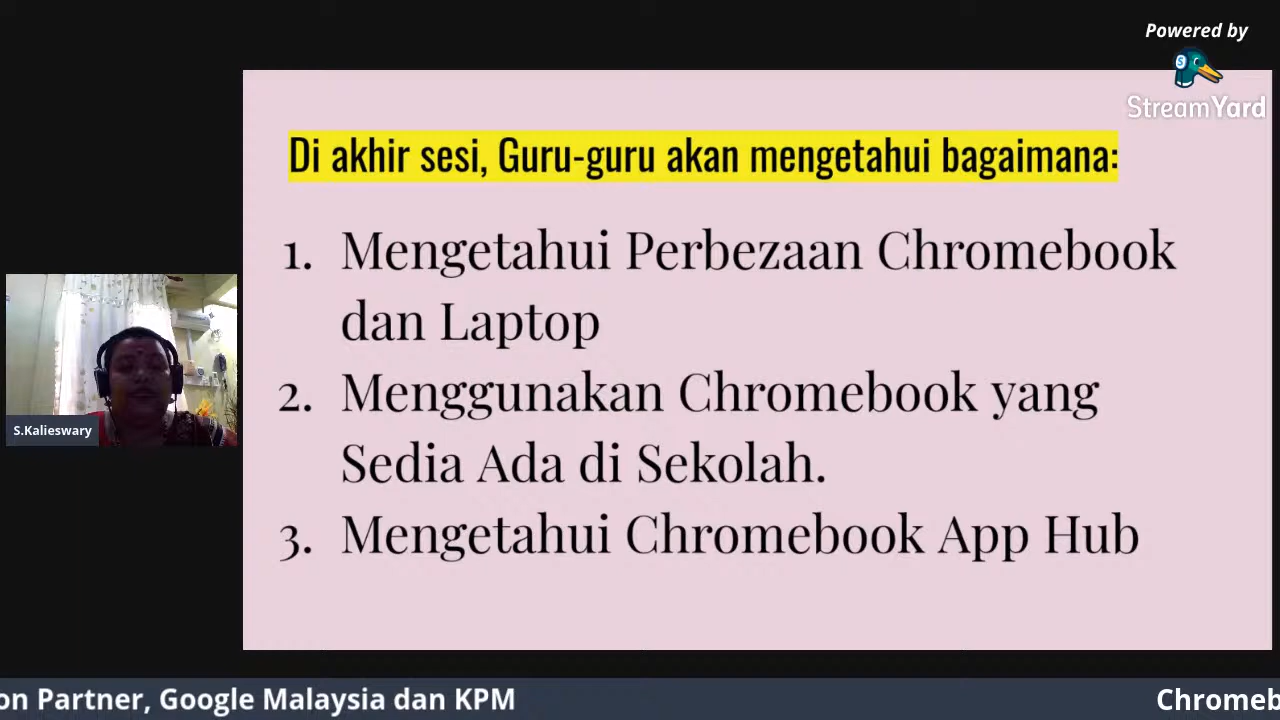 Powered by
StreamYard
Di akhir sesi, Guru-guru akan mengetahui bagaimana:
1. Mengetahui Perbezaan Chromebook
dan Laptop
2. Menggunakan Chromebook yang
Sedia Ada di Sekolah.
3. Mengetahui Chromebook App Hub
S.Kalieswary
on Partner, Google Malaysia dan KPM
Chromeb